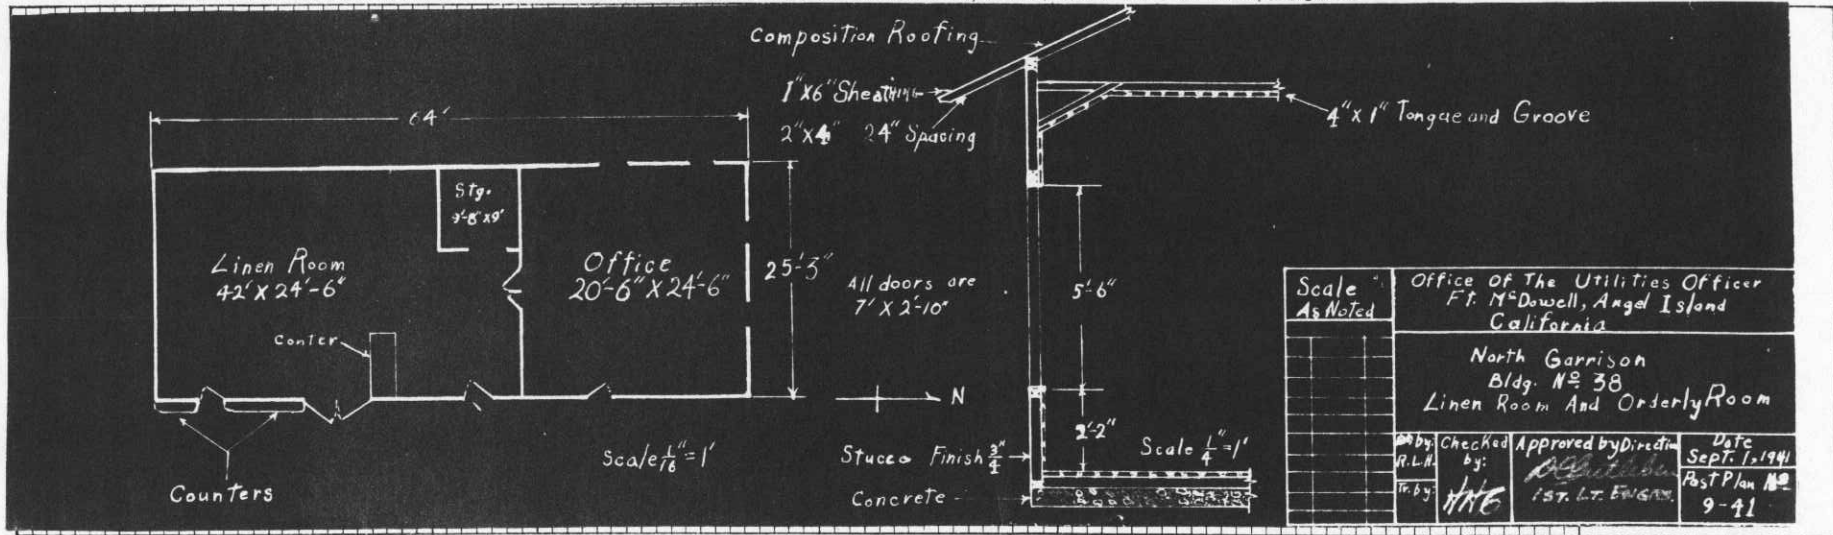 Composition Roofing
1"x6" Sheathing
2"x4" 24" Spacing
4"x1" Tongue and Groove
64'
Stg.
9'-8"x9'
Linen Room
42' x 24'-6"
Office
20'-6" x 24'-6"
25'-3"
All doors are
7' x 2'-10"
5'-6"
Conter
N
2'-2"
Scale 1/16"=1'
Scale 1/4"=1'
Stucco Finish 3/4"
Counters
Concrete
Scale
As Noted
Office Of The Utilities Officer
Ft. McDowell, Angel Island
California
North Garrison
Bldg. No 38
Linen Room And Orderly Room
by:
R.L.H.
Tr. by:
Checked
by:
HHG
Approved by Direction
1ST. LT. ENGRS.
Date
Sept. 1, 1941
Post Plan No
9-41